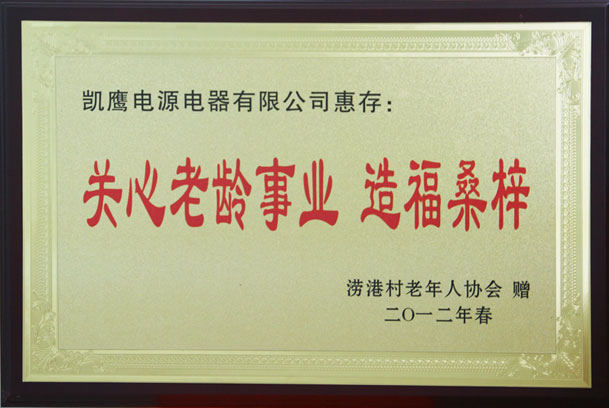 凯鹰电源电器有限公司惠存：
关心老龄事业 造福桑梓
涝港村老年人协会 赠
二〇一二年春